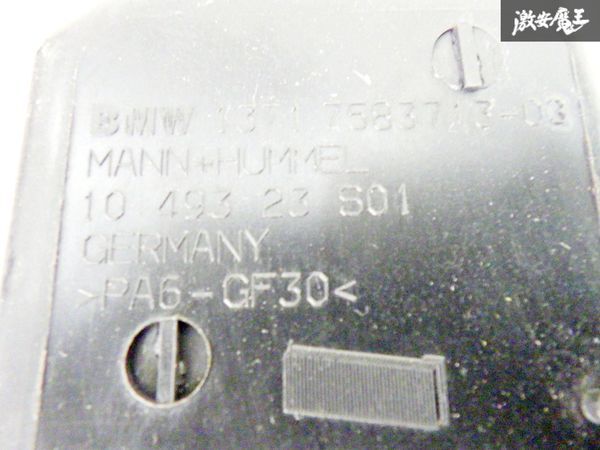 激安魔王
BMW 1371 7583713-03
MANN+HUMMEL
10 493 23 S01
GERMANY
>PA6-GF30<